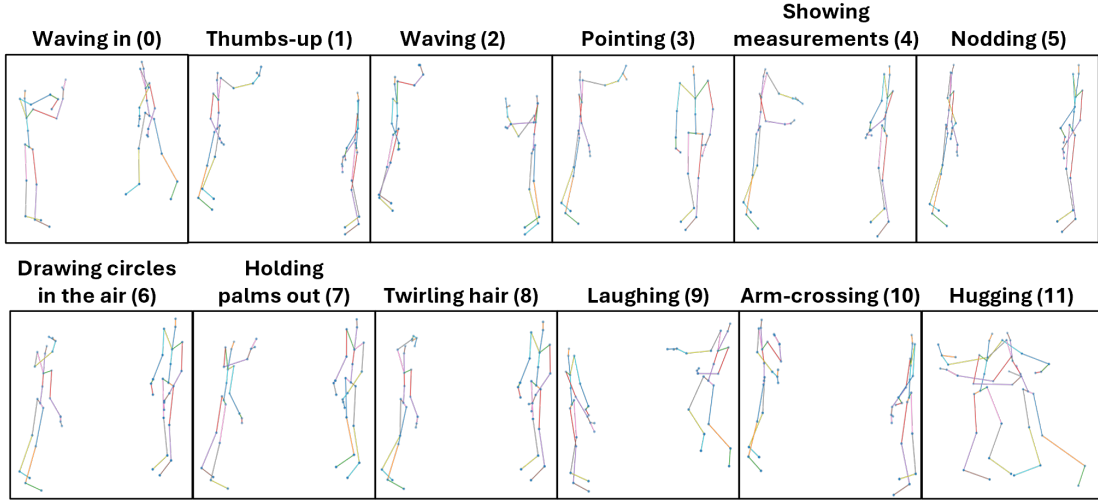 Waving in (0)
Thumbs-up (1)
Waving (2)
Pointing (3)
Showing
measurements (4)
Nodding (5)
Drawing circles
in the air (6)
Holding
palms out (7)
Twirling hair (8)
Laughing (9)
Arm-crossing (10)
Hugging (11)